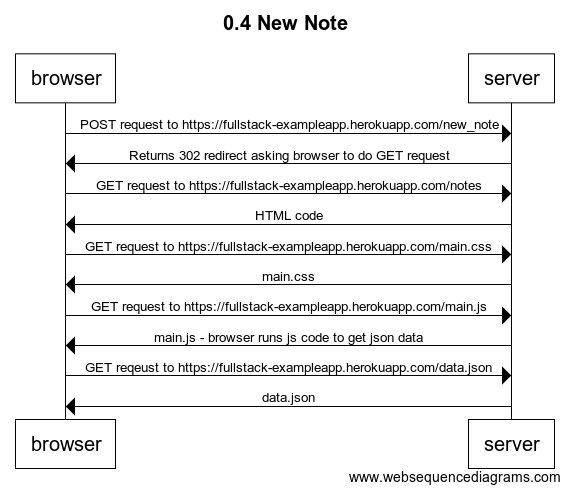 0.4 New Note
browser
server
POST request to https://fullstack-exampleapp.herokuapp.com/new_note
Returns 302 redirect asking browser to do GET request
GET request to https://fullstack-exampleapp.herokuapp.com/notes
HTML code
GET request to https://fullstack-exampleapp.herokuapp.com/main.css
main.css
GET request to https://fullstack-exampleapp.herokuapp.com/main.js
main.js - browser runs js code to get json data
GET reqeust to https://fullstack-exampleapp.herokuapp.com/data.json
data.json
browser
server
www.websequencediagrams.com